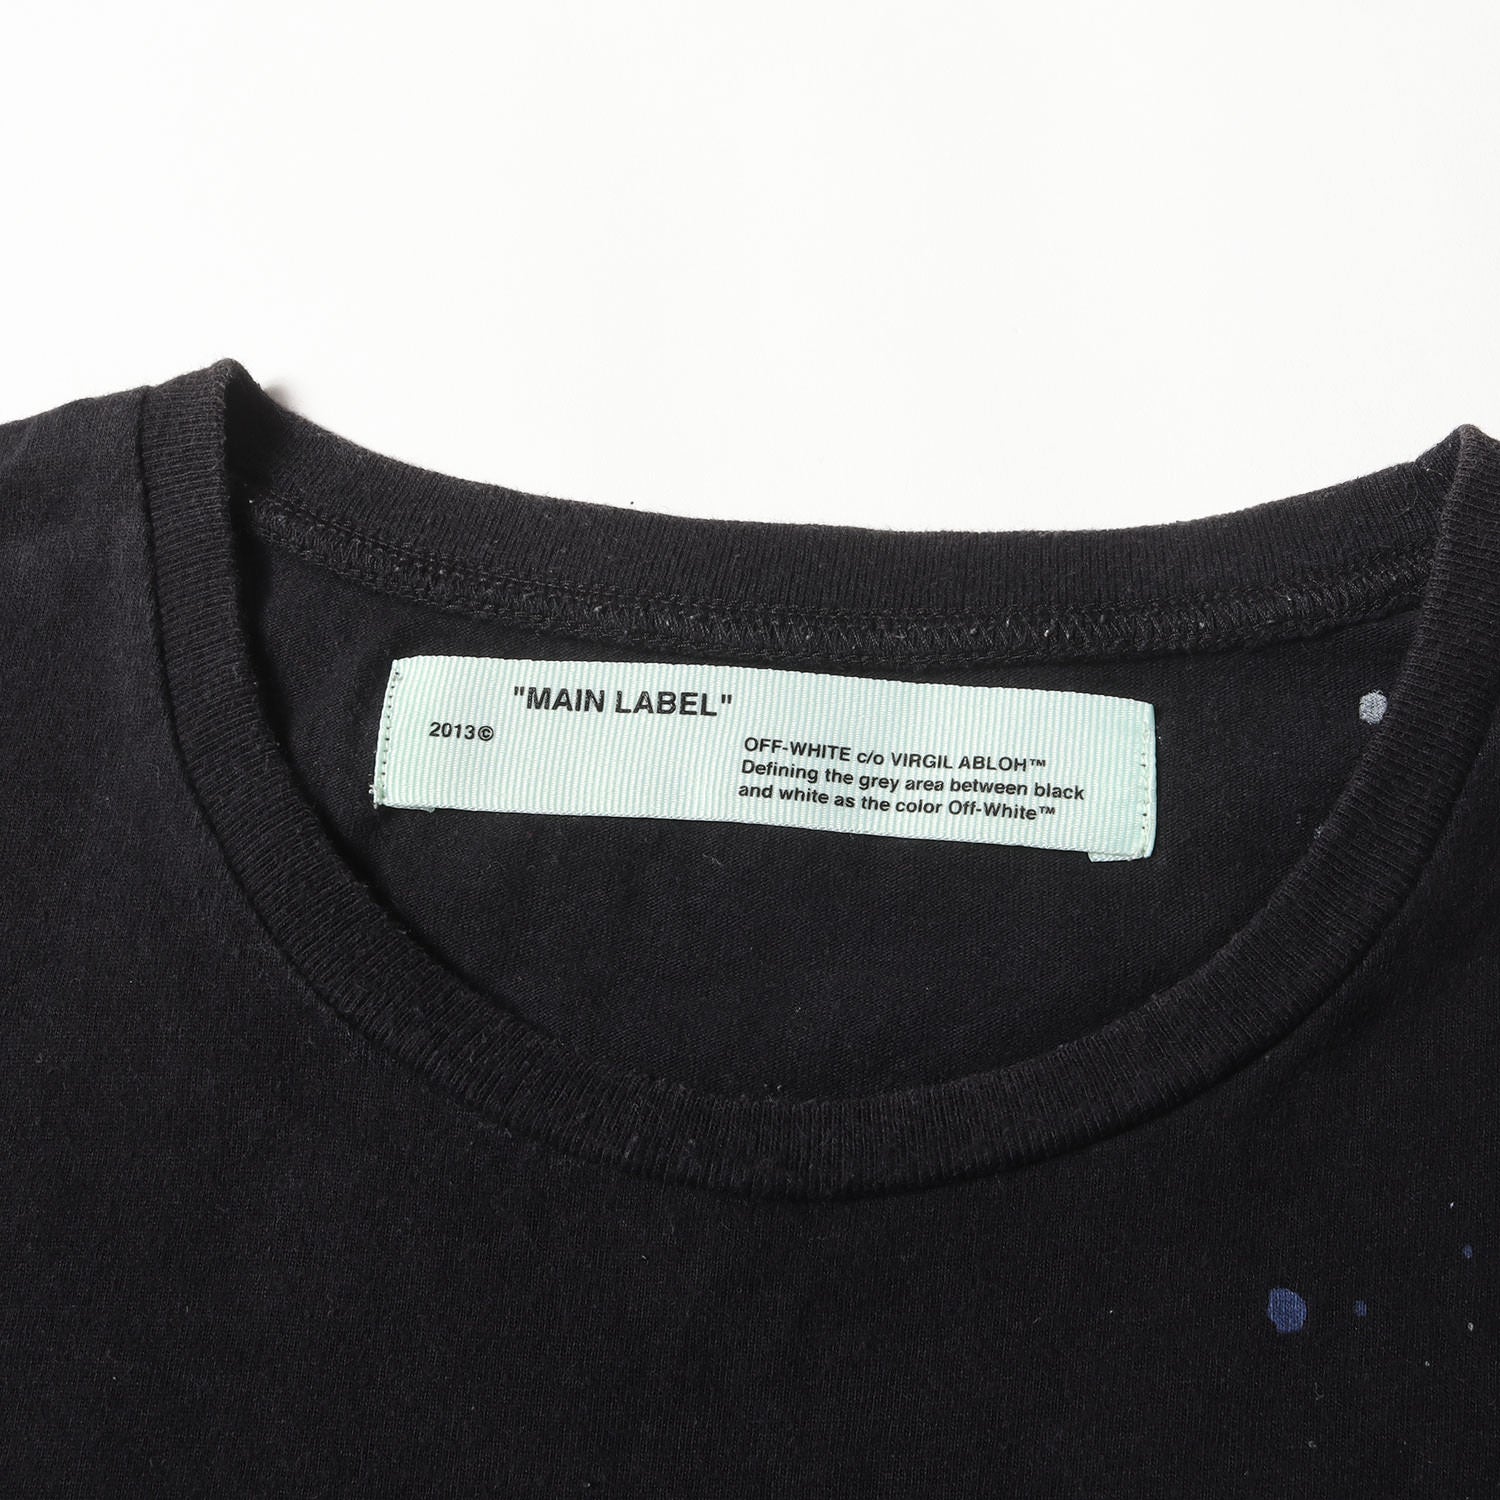 "MAIN LABEL"
2013©
OFF-WHITE c/o VIRGIL ABLOH™
Defining the grey area between black
and white as the color Off-White™